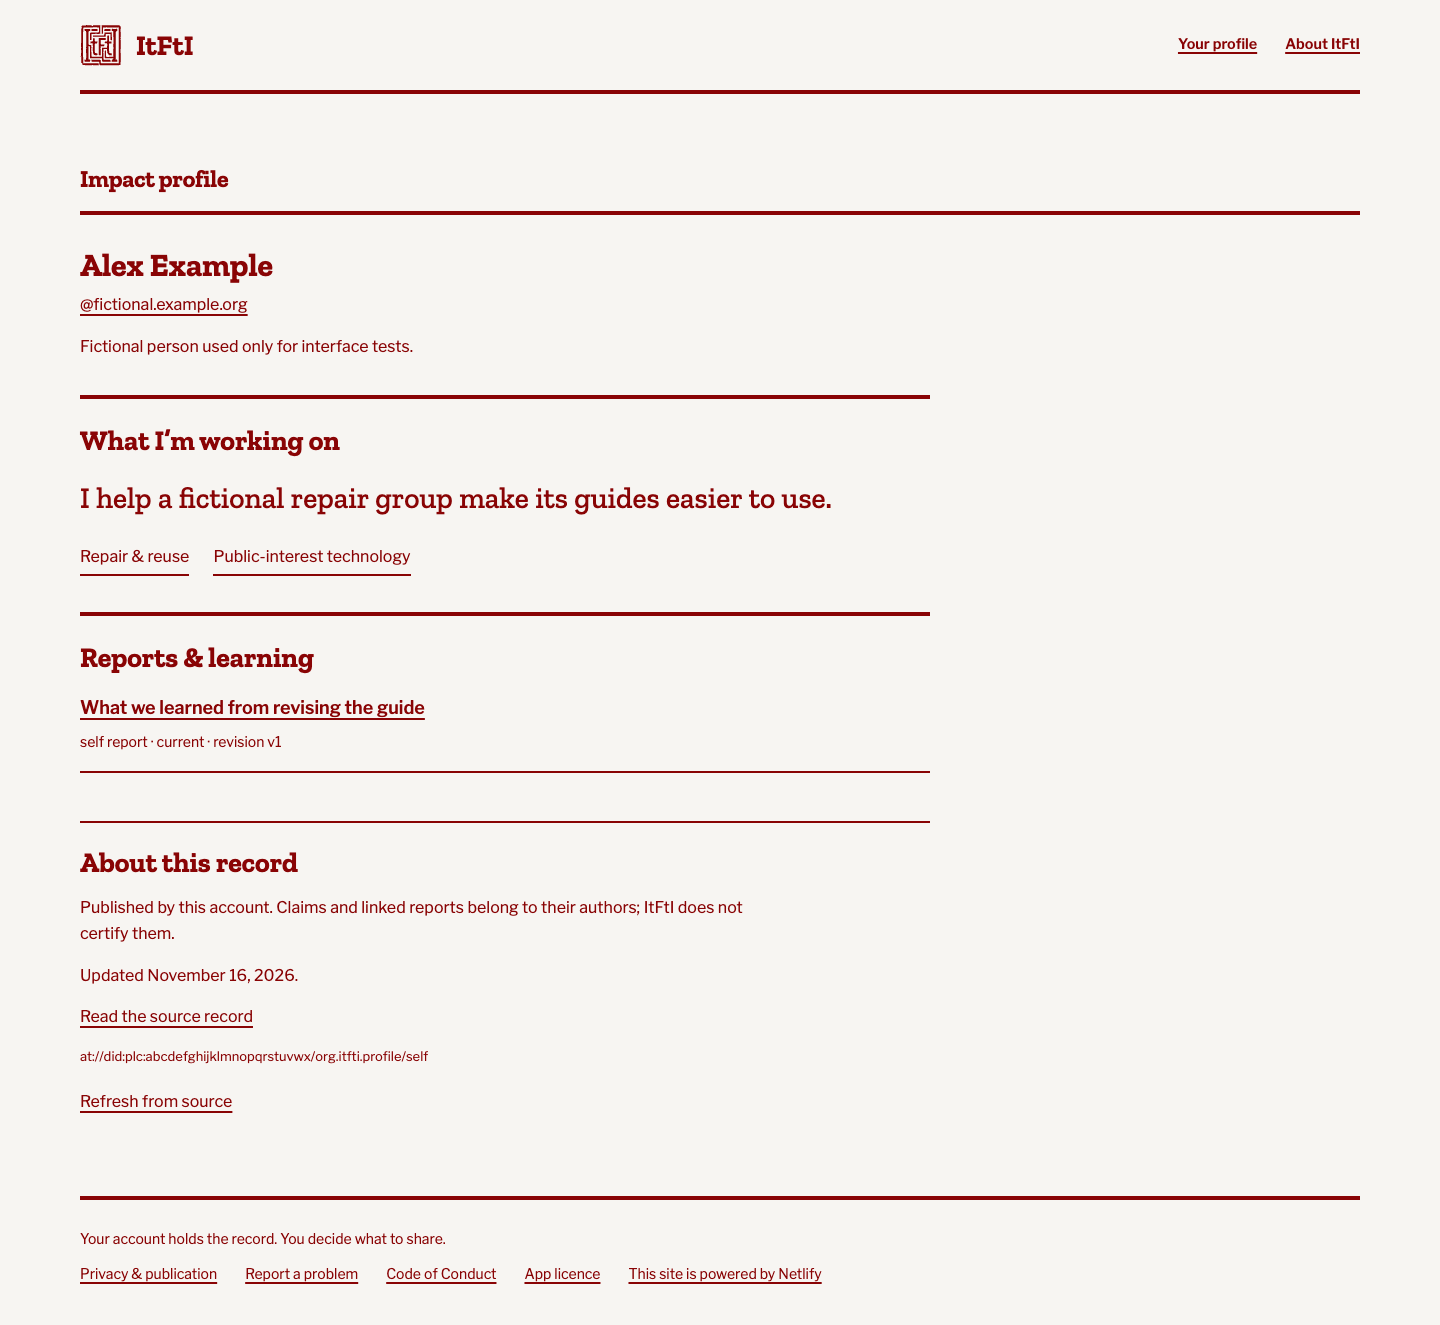 ItFtI
ItFtI
Your profile
About ItFtI
Impact profile
Alex Example
@fictional.example.org
Fictional person used only for interface tests.
What I’m working on
I help a fictional repair group make its guides easier to use.
Repair & reuse
Public-interest technology
Reports & learning
What we learned from revising the guide
self report · current · revision v1
About this record
Published by this account. Claims and linked reports belong to their authors; ItFtI does not
certify them.
Updated November 16, 2026.
Read the source record
at://did:plc:abcdefghijklmnopqrstuvwx/org.itfti.profile/self
Refresh from source
Your account holds the record. You decide what to share.
Privacy & publication
Report a problem
Code of Conduct
App licence
This site is powered by Netlify